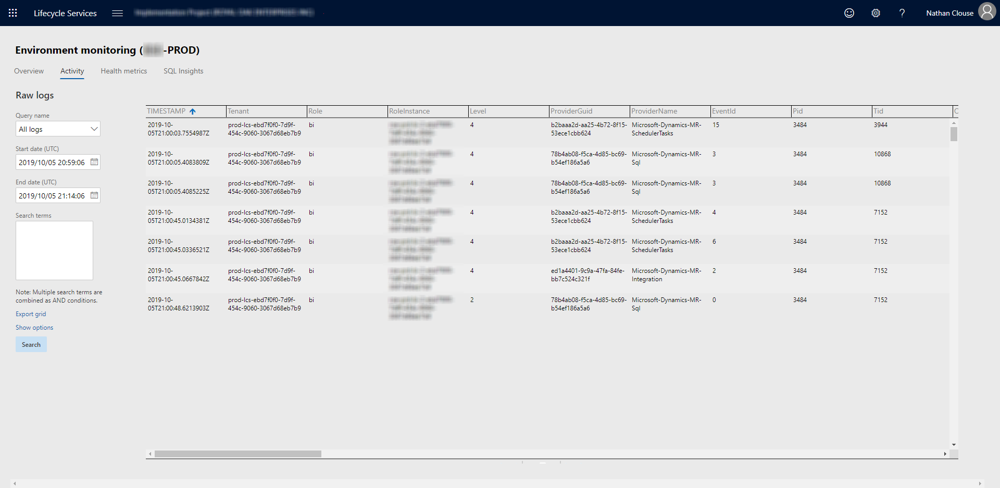 Lifecycle Services
Nathan Clouse
Environment monitoring (
-PROD)
Overview Activity Health metrics SQL Insights
Raw logs
Query name
All logs
Start date (UTC)
2019/10/05 20:59:06
End date (UTC)
2019/10/05 21:14:06
Search terms
Note: Multiple search terms are
combined as AND conditions.
Export grid
Show options
Search
TIMESTAMP Tenant Role RoleInstance Level ProviderGuid ProviderName EventId Pid Tid C
2019-10- prod-lcs-ebd7f0f0-7d9f- bi 4 b2baaa2d-aa25-4b72-8f15- Microsoft-Dynamics-MR- 15 3484 3944
05T21:00:03.7554987Z 454c-9060-3067d68eb7b9 53ece1cbb624 SchedulerTasks
2019-10- prod-lcs-ebd7f0f0-7d9f- bi 4 78b4ab08-f5ca-4d85-bc69- Microsoft-Dynamics-MR- 3 3484 10868
05T21:00:05.4083809Z 454c-9060-3067d68eb7b9 b54ef186a5a6 Sql
2019-10- prod-lcs-ebd7f0f0-7d9f- bi 4 78b4ab08-f5ca-4d85-bc69- Microsoft-Dynamics-MR- 3 3484 10868
05T21:00:05.4085225Z 454c-9060-3067d68eb7b9 b54ef186a5a6 Sql
2019-10- prod-lcs-ebd7f0f0-7d9f- bi 4 b2baaa2d-aa25-4b72-8f15- Microsoft-Dynamics-MR- 4 3484 7152
05T21:00:45.0134381Z 454c-9060-3067d68eb7b9 53ece1cbb624 SchedulerTasks
2019-10- prod-lcs-ebd7f0f0-7d9f- bi 4 b2baaa2d-aa25-4b72-8f15- Microsoft-Dynamics-MR- 6 3484 7152
05T21:00:45.0336521Z 454c-9060-3067d68eb7b9 53ece1cbb624 SchedulerTasks
2019-10- prod-lcs-ebd7f0f0-7d9f- bi 4 ed1a4401-9c9a-47fa-84fe- Microsoft-Dynamics-MR- 2 3484 7152
05T21:00:45.0667842Z 454c-9060-3067d68eb7b9 bb7c524c321f Integration
2019-10- prod-lcs-ebd7f0f0-7d9f- bi 2 78b4ab08-f5ca-4d85-bc69- Microsoft-Dynamics-MR- 0 3484 7152
05T21:00:48.6213903Z 454c-9060-3067d68eb7b9 b54ef186a5a6 Sql